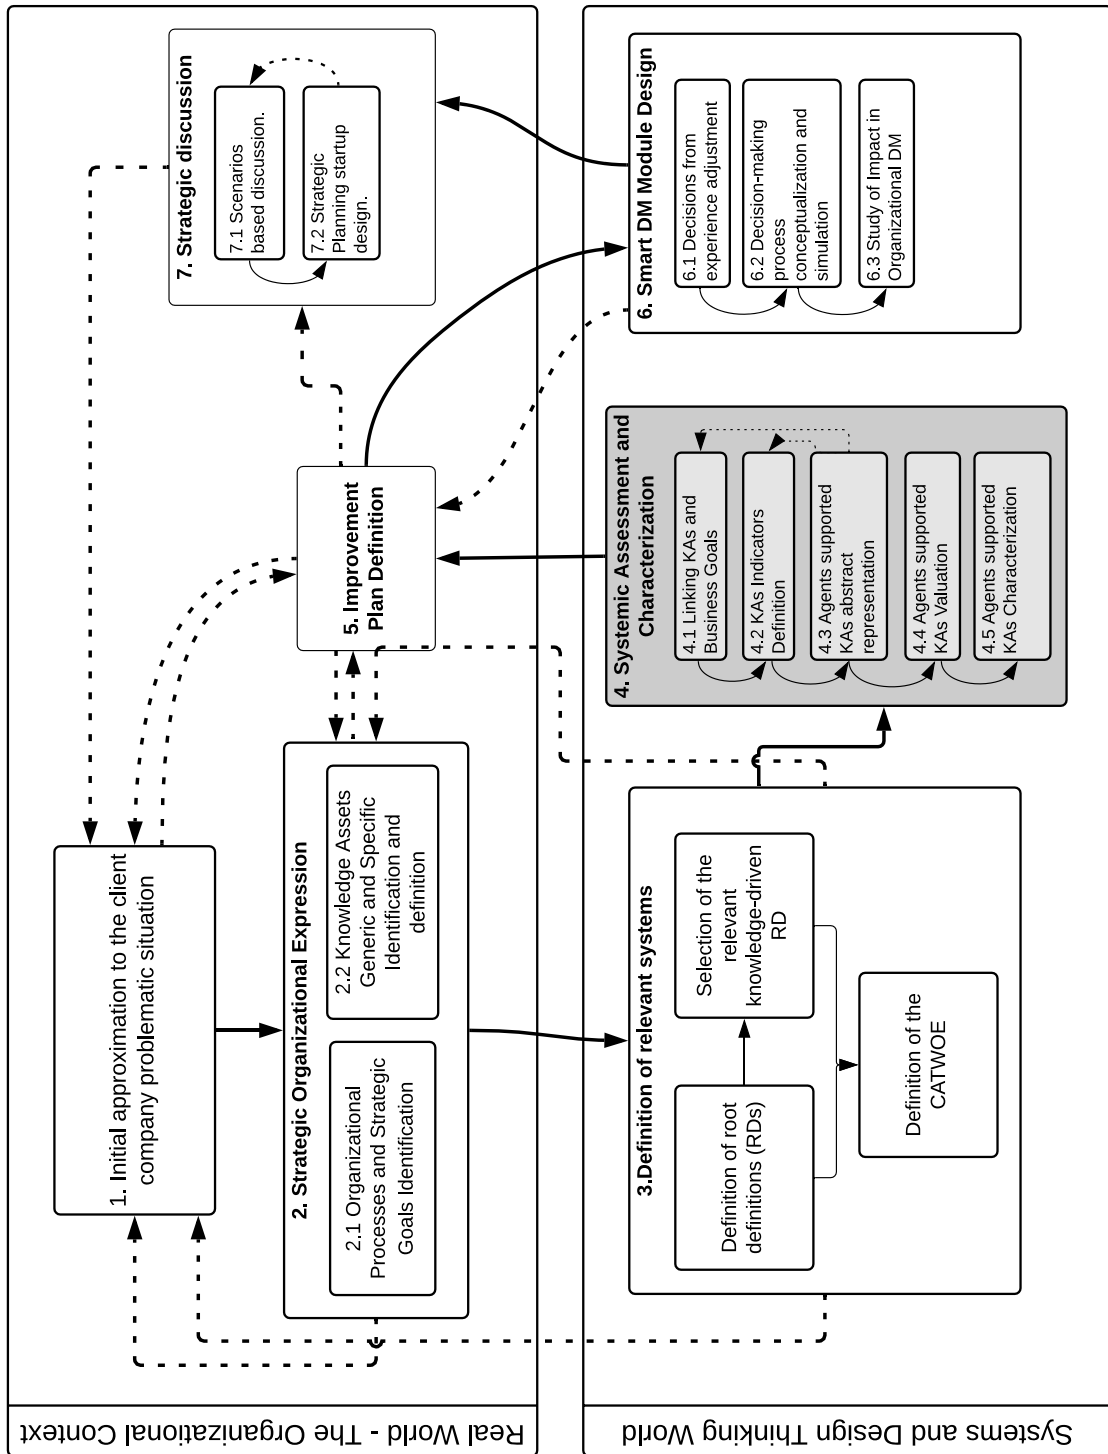 Real World - The Organizational Context
1. Initial approximation to the client
company problematic situation
2. Strategic Organizational Expression
2.1 Organizational
Processes and Strategic
Goals Identification
2.2 Knowledge Assets
Generic and Specific
Identification and
definition
5. Improvement
Plan Definition
7. Strategic discussion
7.1 Scenarios
based discussion.
7.2 Strategic
Planning startup
design.
Systems and Design Thinking World
3.Definition of relevant systems
Definition of root
definitions (RDs)
Selection of the
relevant
knowledge-driven
RD
Definition of the
CATWOE
4. Systemic Assessment and
Characterization
4.1 Linking KAs and
Business Goals
4.2 KAs Indicators
Definition
4.3 Agents supported
KAs abstract
representation
4.4 Agents supported
KAs Valuation
4.5 Agents supported
KAs Characterization
6. Smart DM Module Design
6.1 Decisions from
experience adjustment
6.2 Decision-making
process
conceptualization and
simulation
6.3 Study of Impact in
Organizational DM